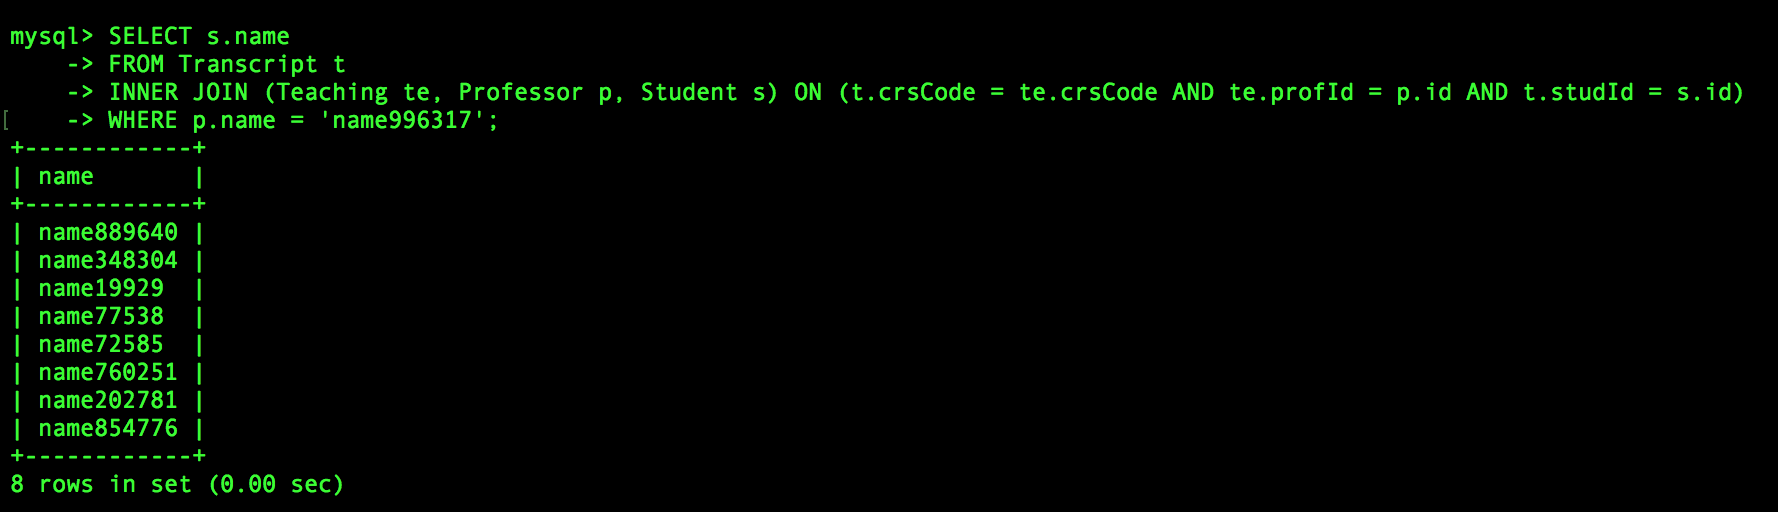 mysql> SELECT s.name
    -> FROM Transcript t
    -> INNER JOIN (Teaching te, Professor p, Student s) ON (t.crsCode = te.crsCode AND te.profId = p.id AND t.studId = s.id)
[    -> WHERE p.name = 'name996317';
+------------+
| name       |
+------------+
| name889640 |
| name348304 |
| name19929  |
| name77538  |
| name72585  |
| name760251 |
| name202781 |
| name854776 |
+------------+
8 rows in set (0.00 sec)